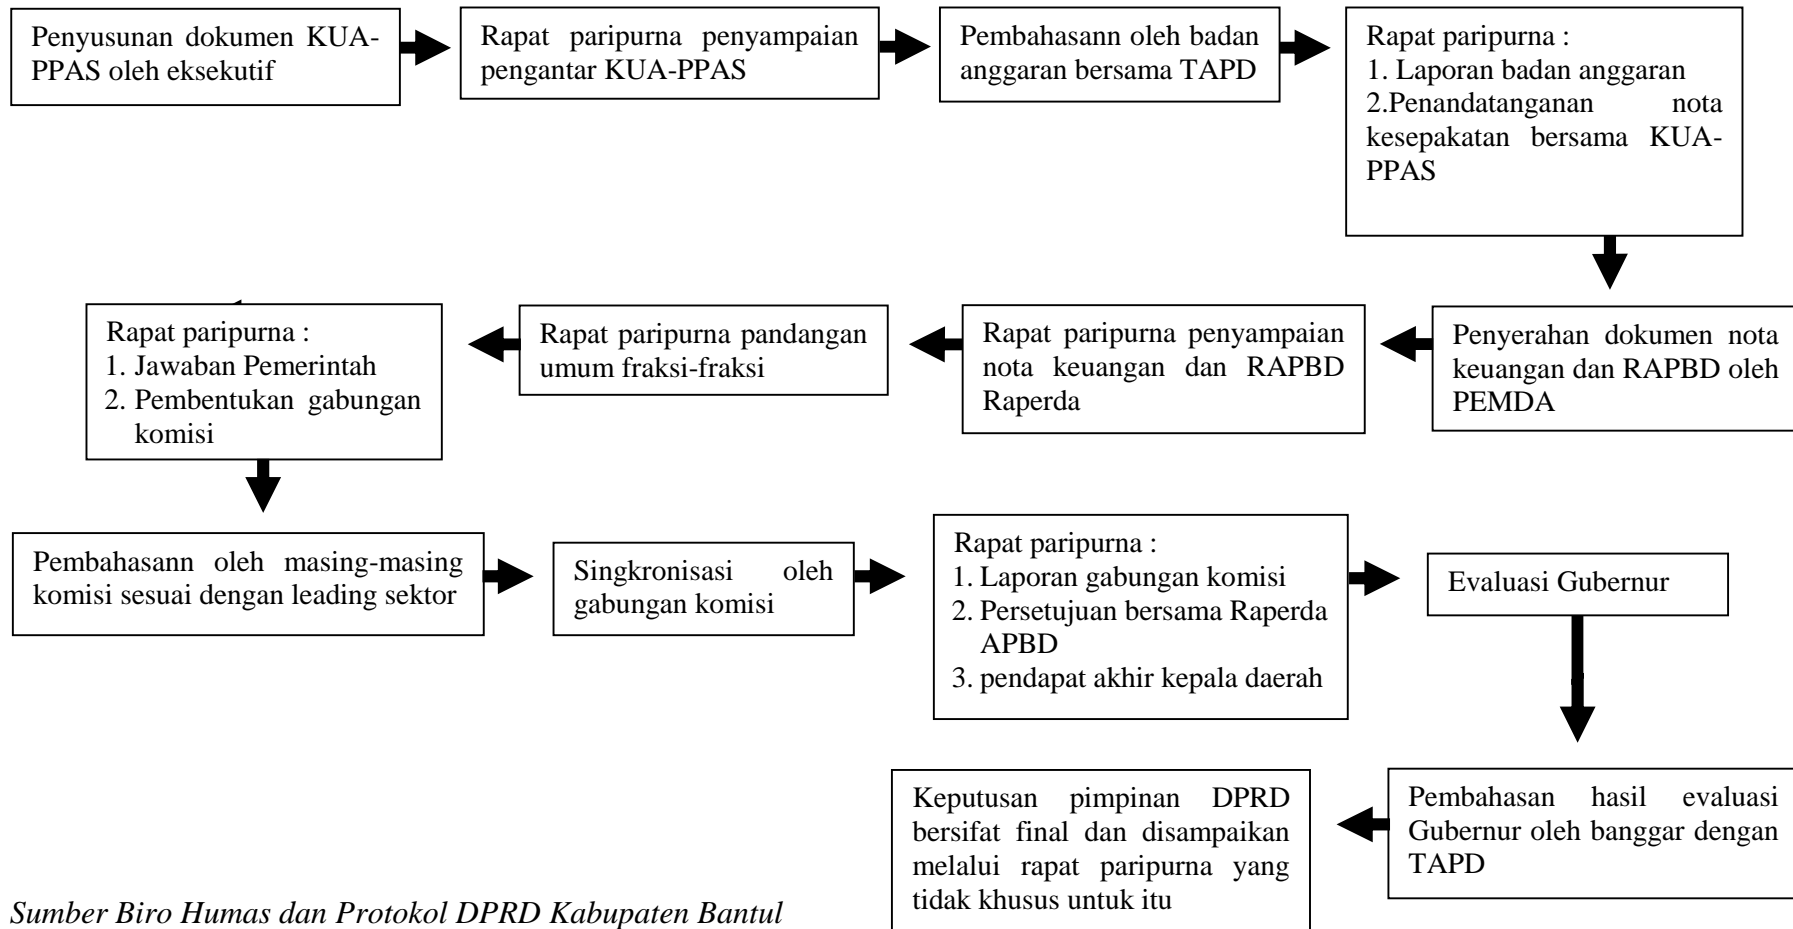 Penyusunan dokumen KUA-
PPAS oleh eksekutif
Rapat paripurna penyampaian
pengantar KUA-PPAS
Pembahasann oleh badan
anggaran bersama TAPD
Rapat paripurna :
1. Laporan badan anggaran
2.Penandatanganan nota
kesepakatan bersama KUA-
PPAS
Penyerahan dokumen nota
keuangan dan RAPBD oleh
PEMDA
Rapat paripurna penyampaian
nota keuangan dan RAPBD
Raperda
Rapat paripurna pandangan
umum fraksi-fraksi
Rapat paripurna :
1. Jawaban Pemerintah
2. Pembentukan gabungan
komisi
Pembahasann oleh masing-masing
komisi sesuai dengan leading sektor
Singkronisasi oleh
gabungan komisi
Rapat paripurna :
1. Laporan gabungan komisi
2. Persetujuan bersama Raperda
APBD
3. pendapat akhir kepala daerah
Evaluasi Gubernur
Pembahasan hasil evaluasi
Gubernur oleh banggar dengan
TAPD
Keputusan pimpinan DPRD
bersifat final dan disampaikan
melalui rapat paripurna yang
tidak khusus untuk itu
Sumber Biro Humas dan Protokol DPRD Kabupaten Bantul